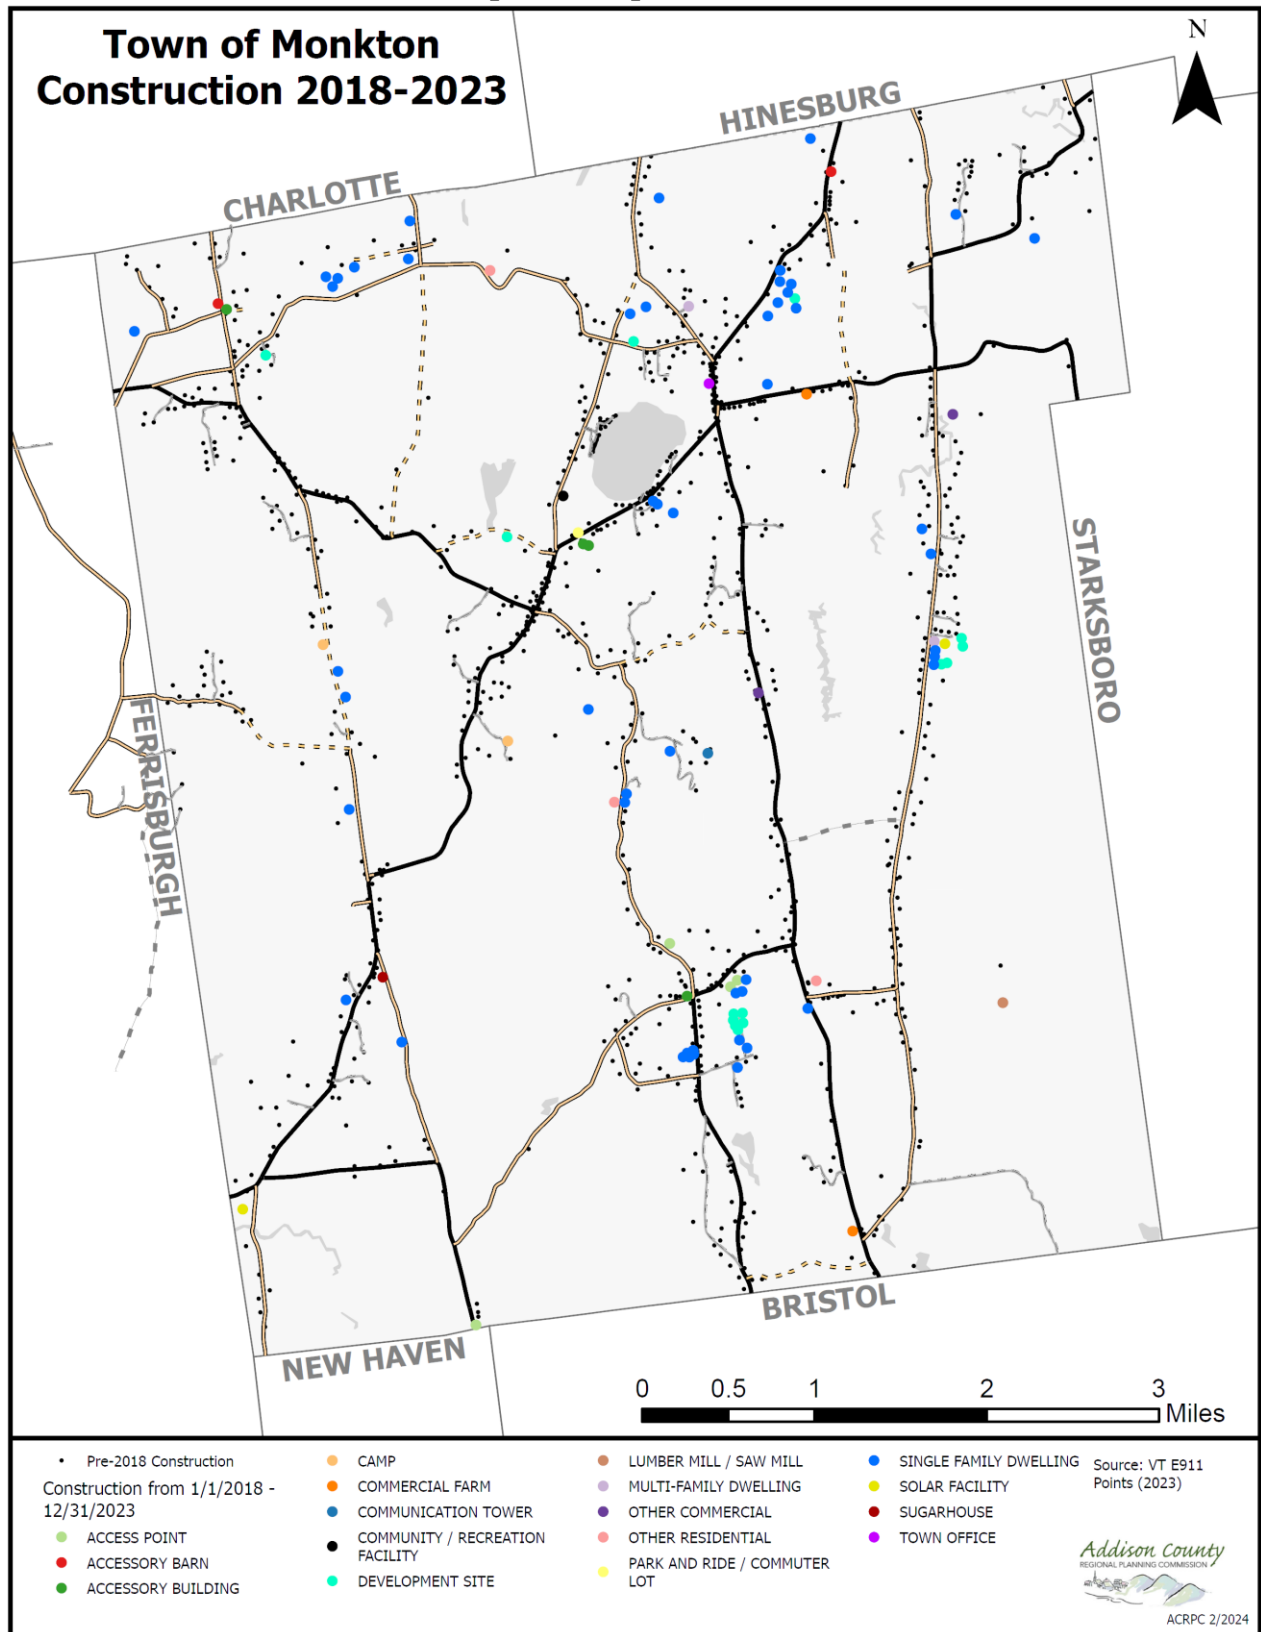 Town of Monkton
Construction 2018-2023
N
HINESBURG
CHARLOTTE
STARKSBORO
FERRISBURGH
BRISTOL
NEW HAVEN
0 0.5 1 2 3
Miles
Pre-2018 Construction
Construction from 1/1/2018 -
12/31/2023
ACCESS POINT
ACCESSORY BARN
ACCESSORY BUILDING
CAMP
COMMERCIAL FARM
COMMUNICATION TOWER
COMMUNITY / RECREATION
FACILITY
DEVELOPMENT SITE
LUMBER MILL / SAW MILL
MULTI-FAMILY DWELLING
OTHER COMMERCIAL
OTHER RESIDENTIAL
PARK AND RIDE / COMMUTER
LOT
SINGLE FAMILY DWELLING
SOLAR FACILITY
SUGARHOUSE
TOWN OFFICE
Source: VT E911
Points (2023)
Addison County
REGIONAL PLANNING COMMISSION
ACRPC 2/2024